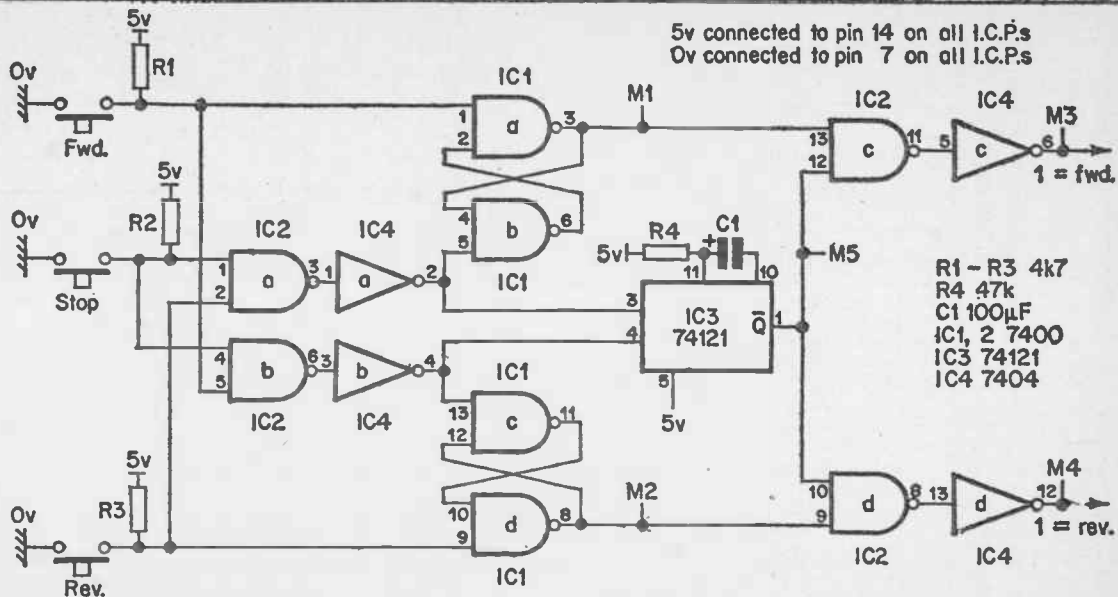 5v connected to pin 14 on all I.C.P.s
0v connected to pin 7 on all I.C.P.s
5v
R1
0v
Fwd.
IC1
1
2
a
3
M1
IC2
13
12
c
11
IC4
5
c
6
M3
1 = fwd.
5v
R2
0v
Stop
IC2
1
2
a
3
IC4
1
a
2
4
5
b
6
IC1
R4
5v
C1
+
11
10
3
4
IC3
74121
Q̅
1
5
5v
M5
R1 – R3 4k7
R4 47k
C1 100µF
IC1, 2 7400
IC3 74121
IC4 7404
4
5
b
6
IC2
3
b
4
IC4
IC1
13
12
c
11
5v
R3
0v
Rev.
10
9
d
8
IC1
M2
10
9
d
8
IC2
13
d
12
IC4
M4
1 = rev.